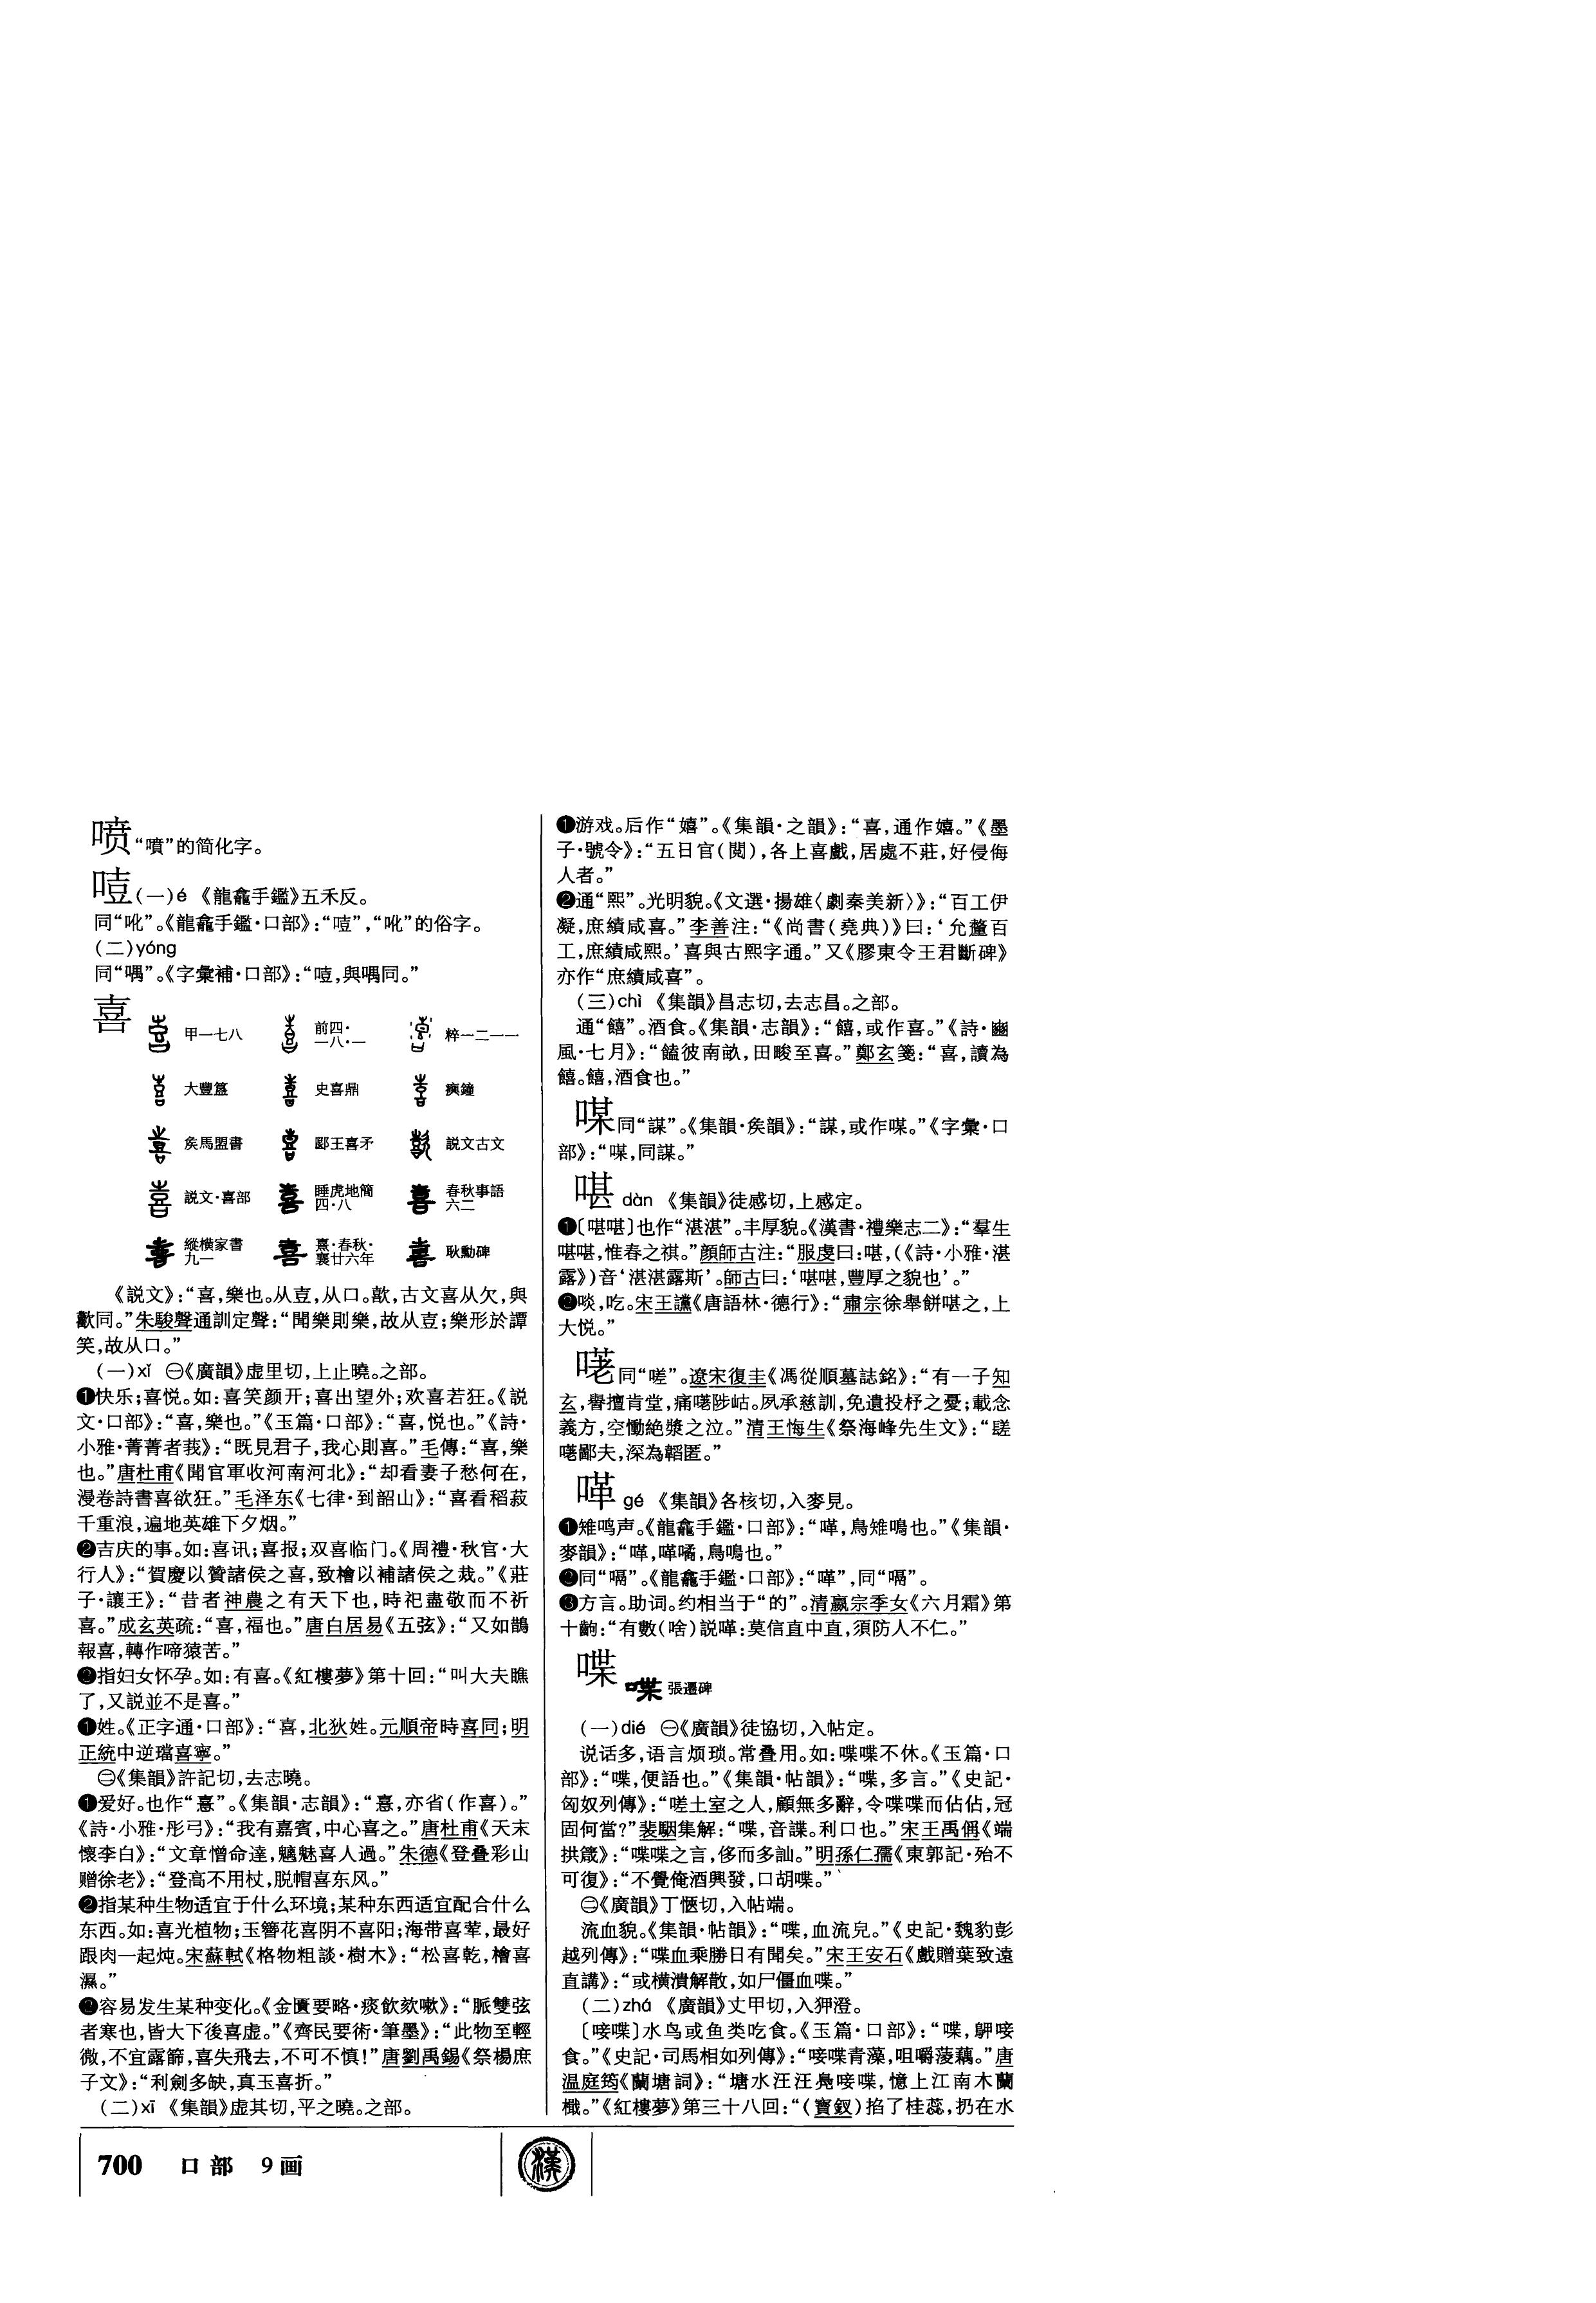 喷“噴”的简化字。
噎(一)é 《龍龕手鑑》五禾反。
同“吪”。《龍龕手鑑·口部》：“　”，“吪”的俗字。
(二)yóng
同“喁”。《字彙補·口部》：“　，與喁同。”
喜
甲一七八 前四·一八·一 粹一二一一
大豐簋 史喜鼎 𤼈鐘
矦馬盟書 郾王喜矛 説文古文
説文·喜部 睡虎地簡四·八 春秋事語六二
縱橫家書九一 熹·春秋·襄廿六年 耿勳碑
《説文》：“喜，樂也。从壴，从口。歖，古文喜从欠，與
歡同。”朱駿聲通訓定聲：“聞樂則樂，故从壴；樂形於譚
笑，故从口。”
(一)xǐ ㊀《廣韻》虚里切，上止曉。之部。
❶快乐；喜悦。如：喜笑颜开；喜出望外；欢喜若狂。《説
文·口部》：“喜，樂也。”《玉篇·口部》：“喜，悦也。”《詩·
小雅·菁菁者莪》：“既見君子，我心則喜。”毛傳：“喜，樂
也。”唐杜甫《聞官軍收河南河北》：“却看妻子愁何在，
漫卷詩書喜欲狂。”毛泽东《七律·到韶山》：“喜看稻菽
千重浪，遍地英雄下夕烟。”
❷吉庆的事。如：喜讯；喜报；双喜临门。《周禮·秋官·大
行人》：“賀慶以贊諸侯之喜，致禬以補諸侯之烖。”《莊
子·讓王》：“昔者神農之有天下也，時祀盡敬而不祈
喜。”成玄英疏：“喜，福也。”唐白居易《五弦》：“又如鵲
報喜，轉作啼猿苦。”
❸指妇女怀孕。如：有喜。《紅樓夢》第十回：“叫大夫瞧
了，又説並不是喜。”
❹姓。《正字通·口部》：“喜，北狄姓。元順帝時喜同；明
正統中逆璫喜寧。”
㊁《集韻》許記切，去志曉。
❶爱好。也作“憙”。《集韻·志韻》：“憙，亦省(作喜)。”
《詩·小雅·彤弓》：“我有嘉賓，中心喜之。”唐杜甫《天末
懷李白》：“文章憎命達，魑魅喜人過。”朱德《登叠彩山
赠徐老》：“登高不用杖，脱帽喜东风。”
❷指某种生物适宜于什么环境；某种东西适宜配合什么
东西。如：喜光植物；玉簪花喜阴不喜阳；海带喜荤，最好
跟肉一起炖。宋蘇軾《格物粗談·樹木》：“松喜乾，檜喜
濕。”
❸容易发生某种变化。《金匱要略·痰飲欬嗽》：“脈雙弦
者寒也，皆大下後喜虚。”《齊民要術·筆墨》：“此物至輕
微，不宜露篩，喜失飛去，不可不慎！”唐劉禹錫《祭楊庶
子文》：“利劍多缺，真玉喜折。”
(二)xī 《集韻》虚其切，平之曉。之部。
❶游戏。后作“嬉”。《集韻·之韻》：“喜，通作嬉。”《墨
子·號令》：“五日官(閲)，各上喜戲，居處不莊，好侵侮
人者。”
❷通“熙”。光明貌。《文選·揚雄〈劇秦美新〉》：“百工伊
凝，庶績咸喜。”李善注：“《尚書(堯典)》曰：‘允釐百
工，庶績咸熙。’喜與古熙字通。”又《膠東令王君斷碑》
亦作“庶績咸喜”。
(三)chì 《集韻》昌志切，去志昌。之部。
通“饎”。酒食。《集韻·志韻》：“饎，或作喜。”《詩·豳
風·七月》：“饁彼南畝，田畯至喜。”鄭玄箋：“喜，讀為
饎。饎，酒食也。”
㖼同“謀”。《集韻·矦韻》：“謀，或作㖼。”《字彙·口
部》：“㖼，同謀。”
啿 dàn 《集韻》徒感切，上感定。
❶〔啿啿〕也作“湛湛”。丰厚貌。《漢書·禮樂志二》：“羣生
啿啿，惟春之祺。”顔師古注：“服虔曰：啿，(《詩·小雅·湛
露》)音‘湛湛露斯’。師古曰：‘啿啿，豐厚之貌也’。”
❷啖，吃。宋王讜《唐語林·德行》：“肅宗徐舉餅啿之，上
大悦。”
同“嗟”。遼宋復圭《馮從順墓誌銘》：“有一子知
玄，譽擅肯堂，痛　陟岵。夙承慈訓，免遺投杼之憂；載念
義方，空慟絶漿之泣。”清王悔生《祭海峰先生文》：“　
　鄙夫，深為韜匿。”
嗝 gé 《集韻》各核切，入麥見。
❶雉鸣声。《龍龕手鑑·口部》：“　，鳥雉鳴也。”《集韻·
麥韻》：“　，　噊，鳥鳴也。”
❷同“嗝”。《龍龕手鑑·口部》：“　”，同“嗝”。
❸方言。助词。约相当于“的”。清嬴宗季女《六月霜》第
十齣：“有數(啥)説　：莫信直中直，須防人不仁。”
喋 張遷碑
(一)dié ㊀《廣韻》徒協切，入帖定。
说话多，语言烦琐。常叠用。如：喋喋不休。《玉篇·口
部》：“喋，便語也。”《集韻·帖韻》：“喋，多言。”《史記·
匈奴列傳》：“嗟土室之人，顧無多辭，令喋喋而佔佔，冠
固何當？”裴駰集解：“喋，音諜。利口也。”宋王禹偁《端
拱箴》：“喋喋之言，侈而多訕。”明孫仁孺《東郭記·殆不
可復》：“不覺俺酒興發，口胡喋。”
㊁《廣韻》丁愜切，入帖端。
流血貌。《集韻·帖韻》：“喋，血流皃。”《史記·魏豹彭
越列傳》：“喋血乘勝日有聞矣。”宋王安石《戲贈葉致遠
直講》：“或横潰解散，如尸僵血喋。”
(二)zhá 《廣韻》丈甲切，入狎澄。
〔唼喋〕水鸟或鱼类吃食。《玉篇·口部》：“喋，𪃍唼
食。”《史記·司馬相如列傳》：“唼喋青藻，咀嚼蔆藕。”唐
温庭筠《蘭塘詞》：“塘水汪汪鳧唼喋，憶上江南木蘭
檝。”《紅樓夢》第三十八回：“(寶釵)掐了桂蕊，扔在水
700 口部 9画
漢